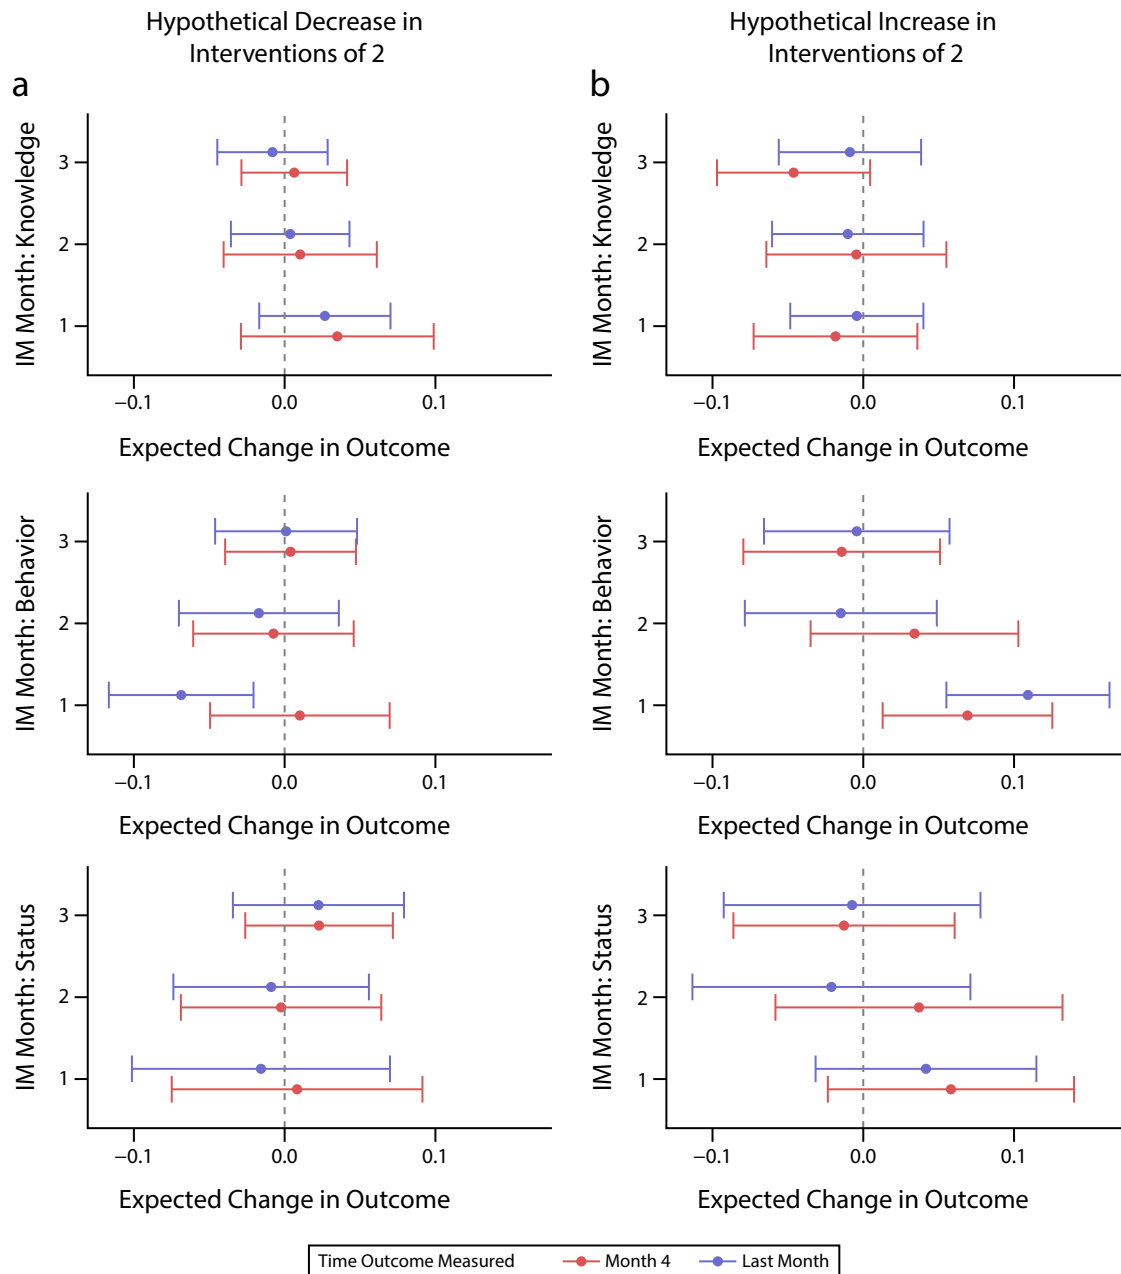 Hypothetical Decrease in
Interventions of 2
Hypothetical Increase in
Interventions of 2
a
b
IM Month: Knowledge
3
2
1
−0.1 0.0 0.1
Expected Change in Outcome
IM Month: Knowledge
3
2
1
−0.1 0.0 0.1
Expected Change in Outcome
IM Month: Behavior
3
2
1
−0.1 0.0 0.1
Expected Change in Outcome
IM Month: Behavior
3
2
1
−0.1 0.0 0.1
Expected Change in Outcome
IM Month: Status
3
2
1
−0.1 0.0 0.1
Expected Change in Outcome
IM Month: Status
3
2
1
−0.1 0.0 0.1
Expected Change in Outcome
Time Outcome Measured Month 4 Last Month